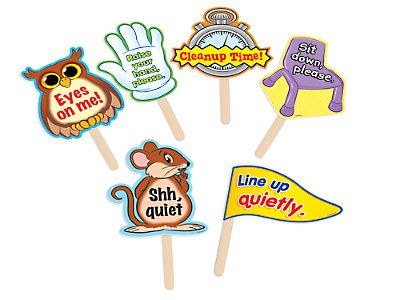 Eyes
on me!
Raise
your
hand,
please.
Cleanup Time!
Sit
down,
please.
Shh,
quiet
Line up
quietly.